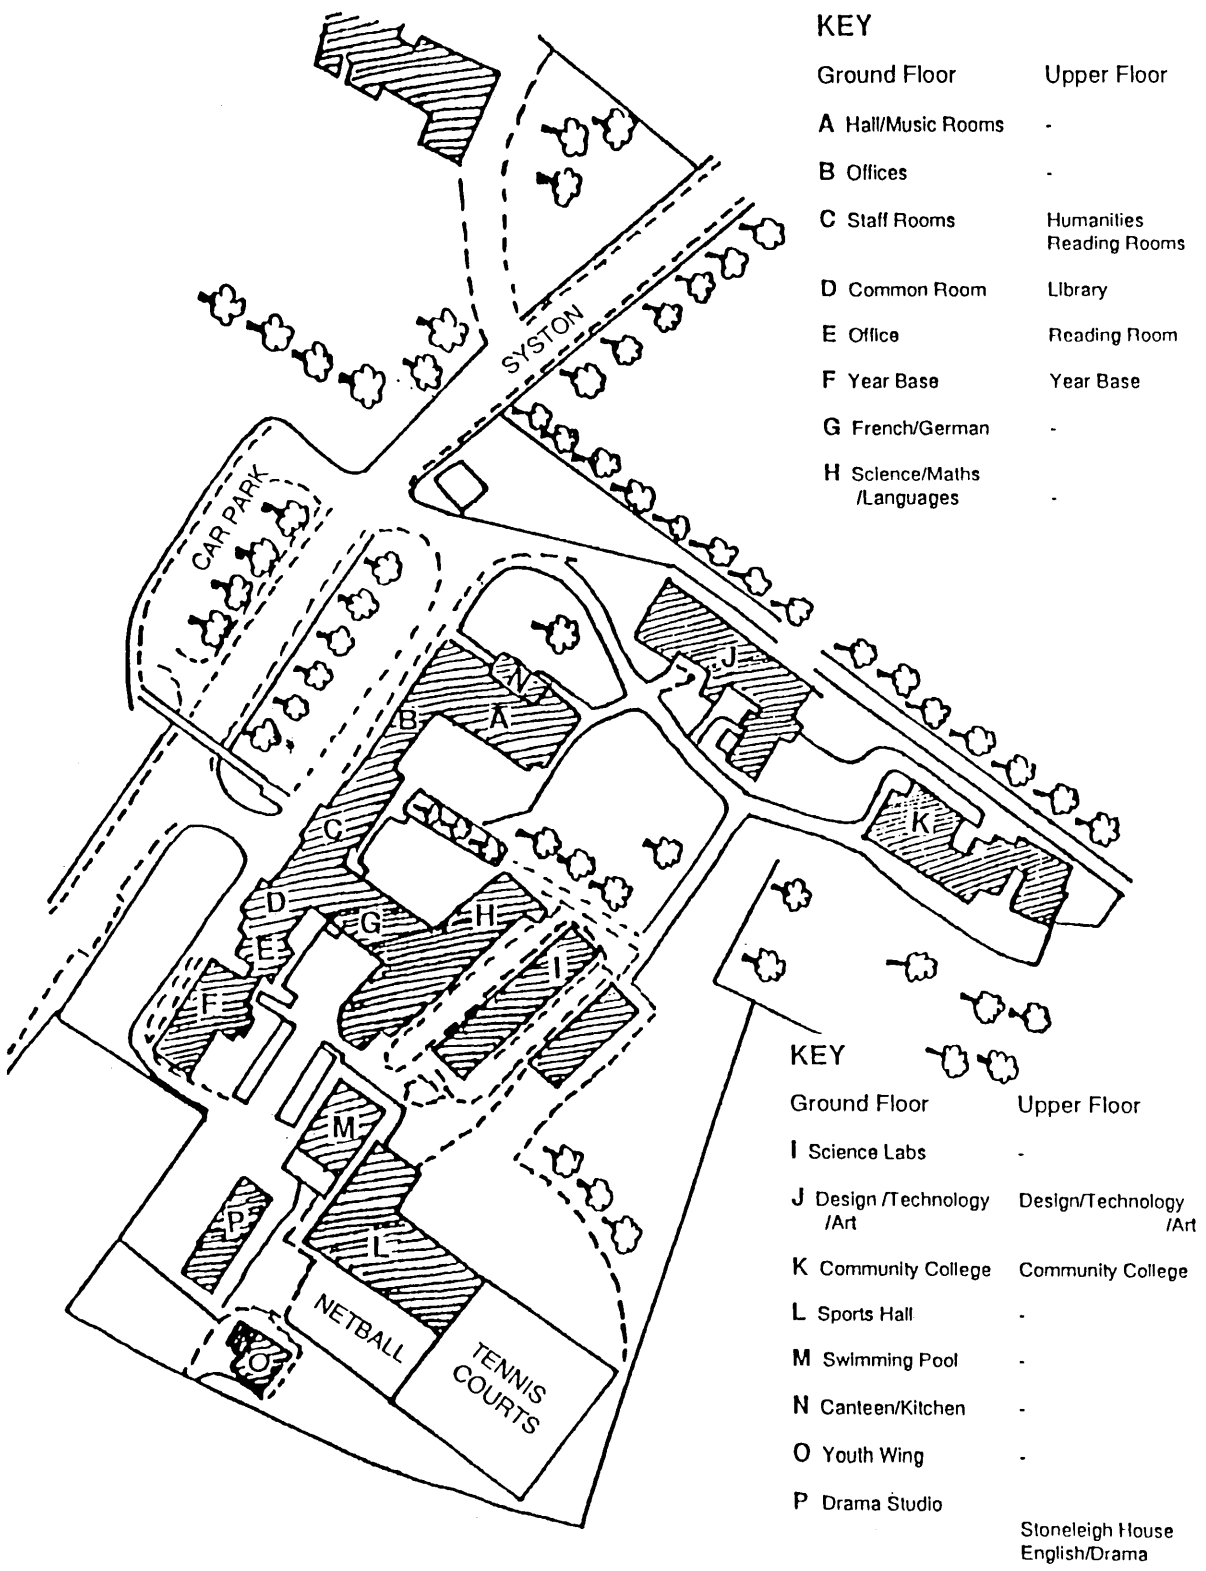 KEY
Ground Floor Upper Floor
A Hall/Music Rooms -
B Offices -
C Staff Rooms Humanities
Reading Rooms
D Common Room Library
E Office Reading Room
F Year Base Year Base
G French/German -
H Science/Maths
/Languages -
SYSTON
CAR PARK
J
N
B
A
K
C
D
G
H
E
I
F
M
P
L
NETBALL
O
TENNIS
COURTS
KEY
Ground Floor Upper Floor
I Science Labs -
J Design /Technology Design/Technology
/Art /Art
K Community College Community College
L Sports Hall -
M Swimming Pool -
N Canteen/Kitchen -
O Youth Wing -
P Drama Studio
Stoneleigh House
English/Drama